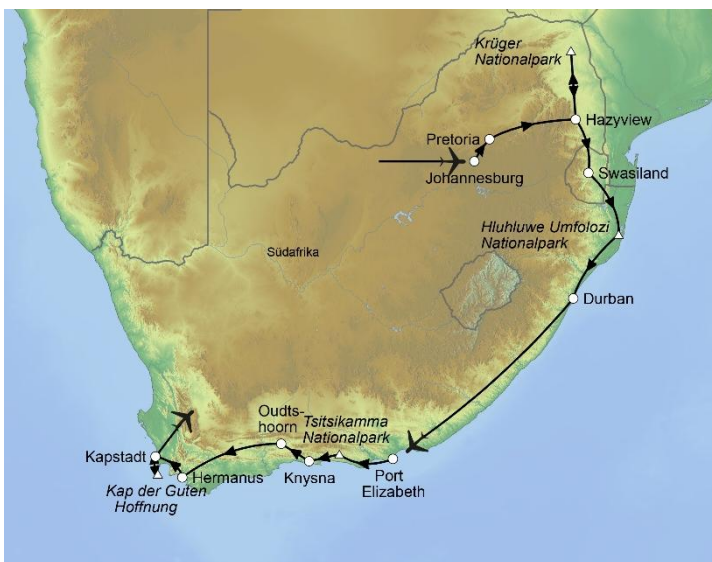 Krüger
Nationalpark
Hazyview
Pretoria
Johannesburg
Swasiland
Hluhluwe Umfolozi
Nationalpark
Südafrika
Durban
Oudts-
hoorn
Tsitsikamma
Nationalpark
Kapstadt
Hermanus
Knysna
Port
Elizabeth
Kap der Guten
Hoffnung